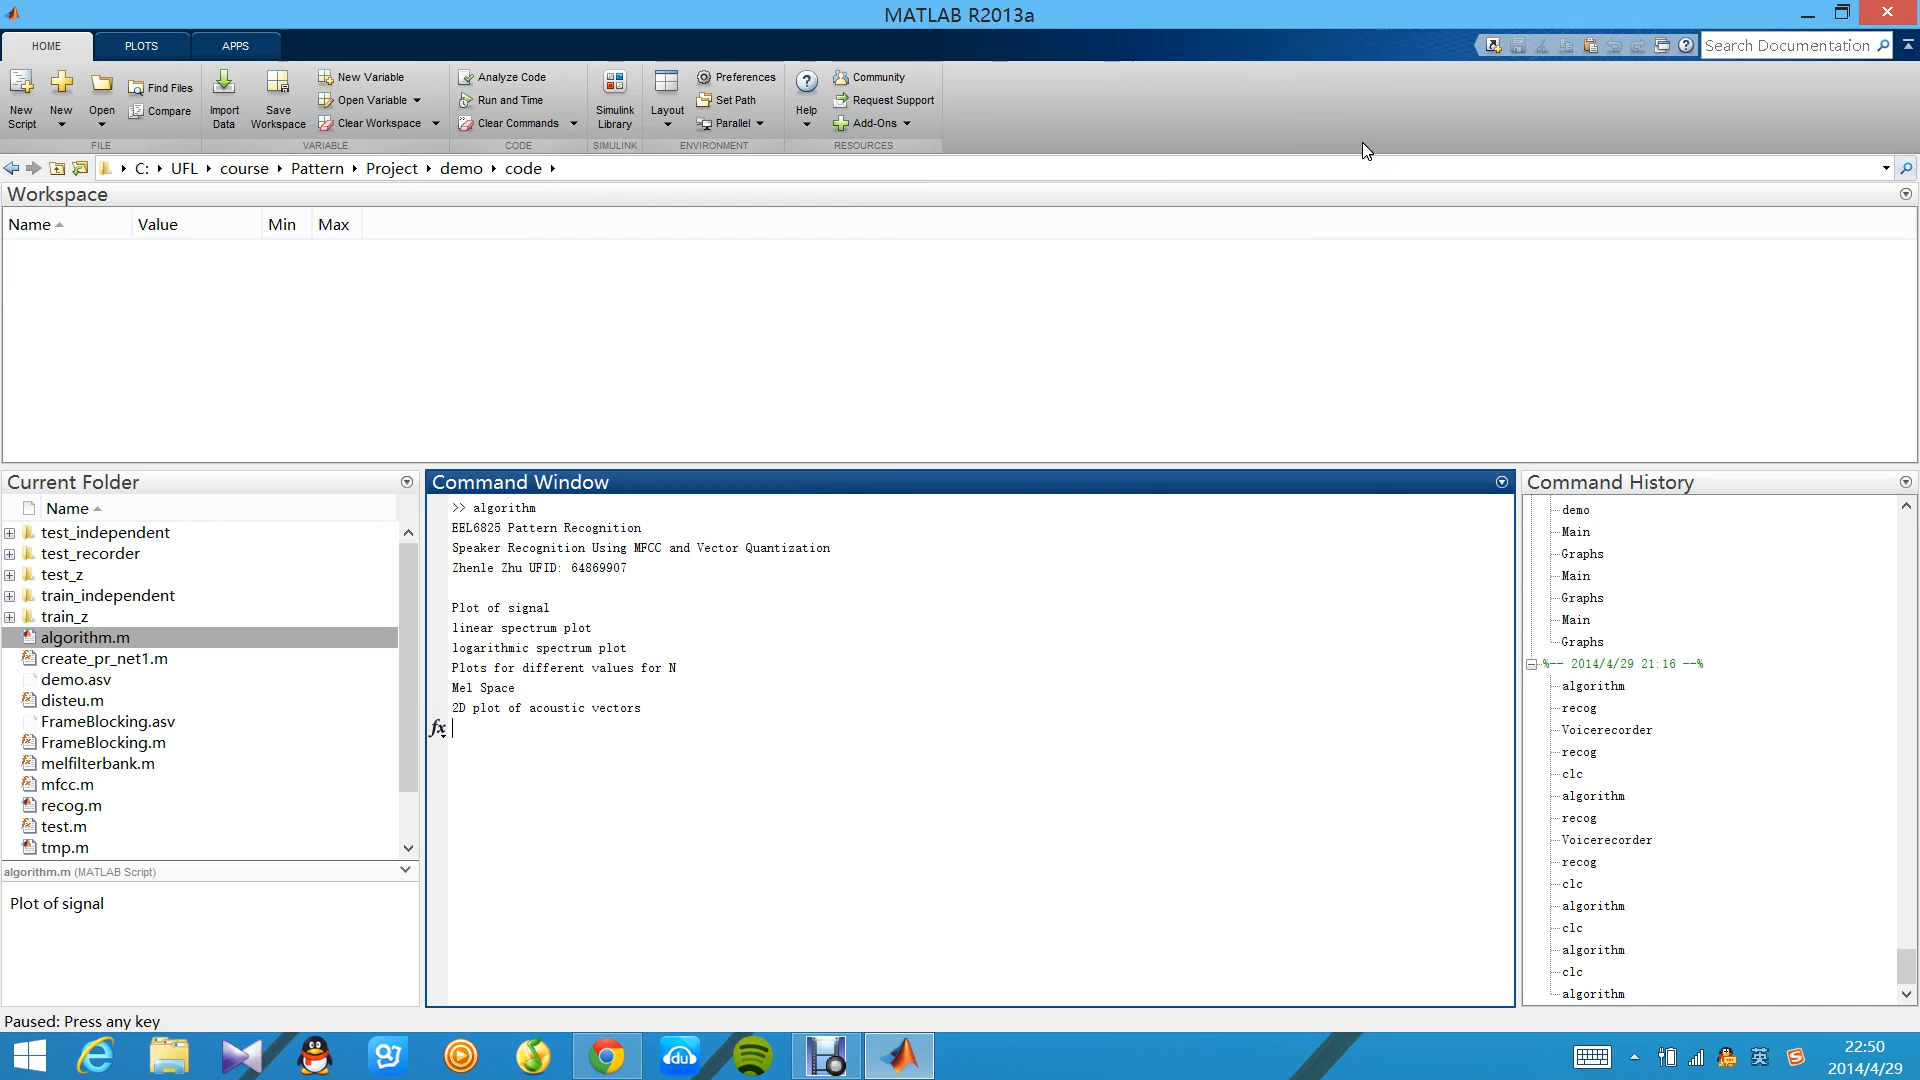 MATLAB R2013a
HOME
PLOTS
APPS
Search Documentation
New Script
New
Open
Find Files
Compare
FILE
Import Data
Save Workspace
New Variable
Open Variable
Clear Workspace
VARIABLE
Analyze Code
Run and Time
Clear Commands
CODE
Simulink Library
SIMULINK
Layout
Preferences
Set Path
Parallel
ENVIRONMENT
Help
Community
Request Support
Add-Ons
RESOURCES
C: UFL course Pattern Project demo code
Workspace
Name Value Min Max
Current Folder
Name
test_independent
test_recorder
test_z
train_independent
train_z
algorithm.m
create_pr_net1.m
demo.asv
disteu.m
FrameBlocking.asv
FrameBlocking.m
melfilterbank.m
mfcc.m
recog.m
test.m
tmp.m
algorithm.m (MATLAB Script)
Plot of signal
Command Window
>> algorithm
EEL6825 Pattern Recognition
Speaker Recognition Using MFCC and Vector Quantization
Zhenle Zhu UFID: 64869907
Plot of signal
linear spectrum plot
logarithmic spectrum plot
Plots for different values for N
Mel Space
2D plot of acoustic vectors
fx
Command History
demo
Main
Graphs
Main
Graphs
Main
Graphs
%-- 2014/4/29 21:16 --%
algorithm
recog
Voicerecorder
recog
clc
algorithm
recog
Voicerecorder
recog
clc
algorithm
clc
algorithm
clc
algorithm
Paused: Press any key
du
英
22:50
2014/4/29